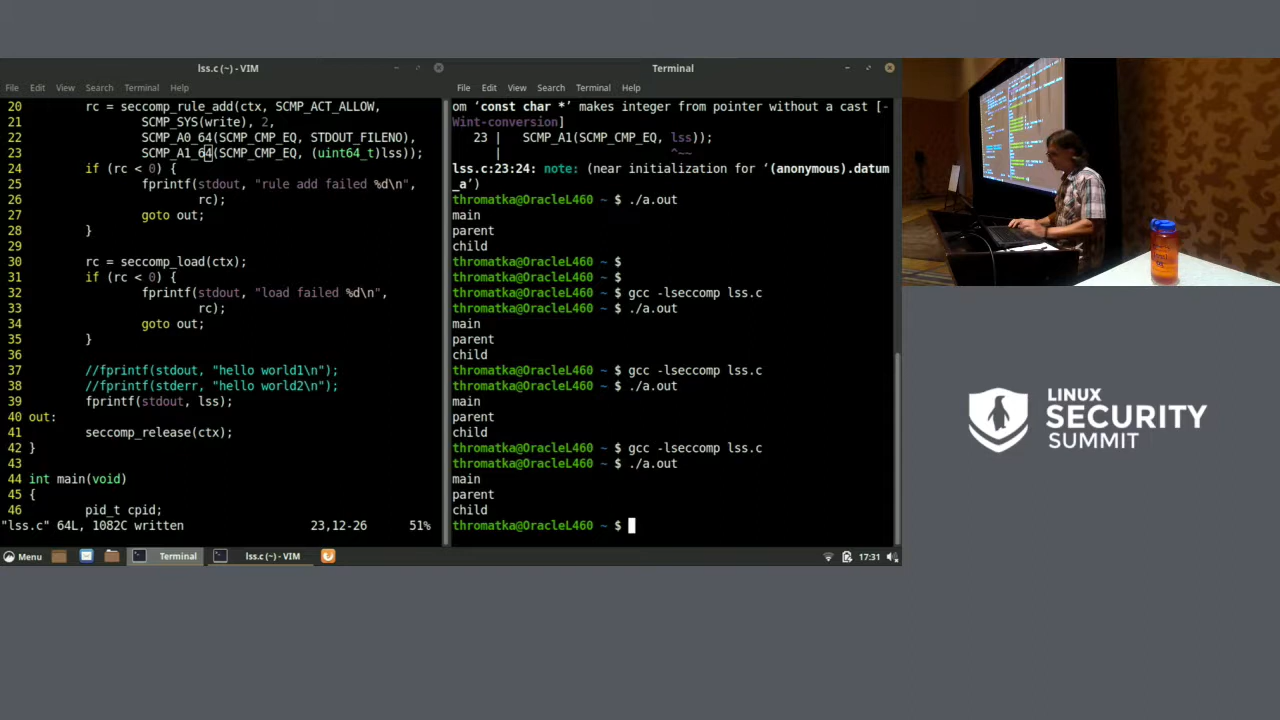 lss.c (~) - VIM
File Edit View Search Terminal Help
20 rc = seccomp_rule_add(ctx, SCMP_ACT_ALLOW,
21 SCMP_SYS(write), 2,
22 SCMP_A0_64(SCMP_CMP_EQ, STDOUT_FILENO),
23 SCMP_A1_64(SCMP_CMP_EQ, (uint64_t)lss));
24 if (rc < 0) {
25 fprintf(stdout, "rule add failed %d\n",
26 rc);
27 goto out;
28 }
29
30 rc = seccomp_load(ctx);
31 if (rc < 0) {
32 fprintf(stdout, "load failed %d\n",
33 rc);
34 goto out;
35 }
36
37 //fprintf(stdout, "hello world1\n");
38 //fprintf(stderr, "hello world2\n");
39 fprintf(stdout, lss);
40 out:
41 seccomp_release(ctx);
42 }
43
44 int main(void)
45 {
46 pid_t cpid;
"lss.c" 64L, 1082C written 23,12-26 51%
Terminal
File Edit View Search Terminal Help
om ‘const char *’ makes integer from pointer without a cast [-
Wint-conversion]
23 | SCMP_A1(SCMP_CMP_EQ, lss));
| ^~~
lss.c:23:24: note: (near initialization for ‘(anonymous).datum
_a’)
thromatka@OracleL460 ~ $ ./a.out
main
parent
child
thromatka@OracleL460 ~ $
thromatka@OracleL460 ~ $
thromatka@OracleL460 ~ $ gcc -lseccomp lss.c
thromatka@OracleL460 ~ $ ./a.out
main
parent
child
thromatka@OracleL460 ~ $ gcc -lseccomp lss.c
thromatka@OracleL460 ~ $ ./a.out
main
parent
child
thromatka@OracleL460 ~ $ gcc -lseccomp lss.c
thromatka@OracleL460 ~ $ ./a.out
main
parent
child
thromatka@OracleL460 ~ $
Menu Terminal lss.c (~) - VIM 17:31
LINUX
SECURITY
SUMMIT